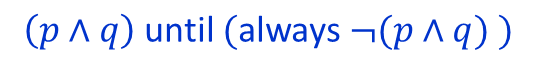 (p ∧ q) until (always ¬(p ∧ q) )